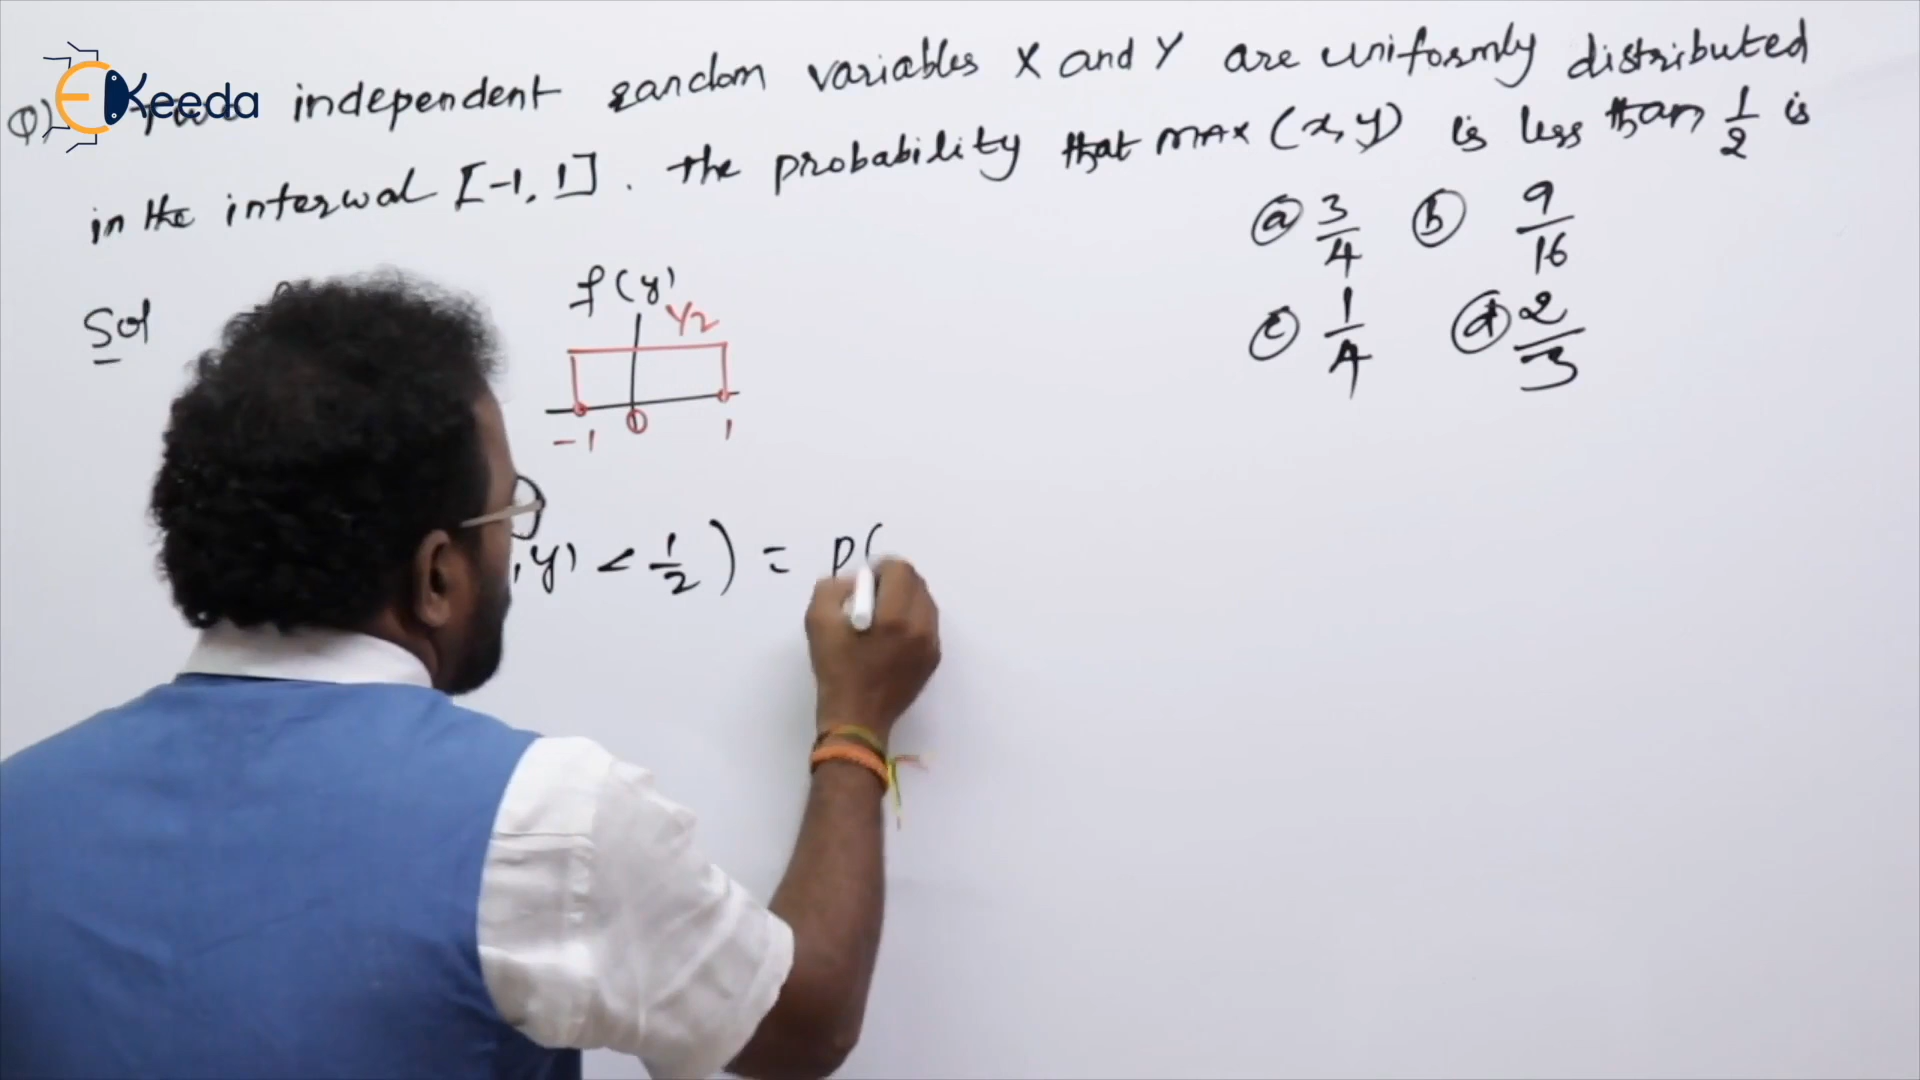 EKeeda
Q) Two independent random variables X and Y are uniformly distributed
in the interval [-1, 1]. The probability that MAX (x, y) is less than 1/2 is
(a) 3/4 (b) 9/16
(c) 1/4 (d) 2/3
Sol
f(y)
1/2
-1 0 1
, y) < 1/2 ) = P(